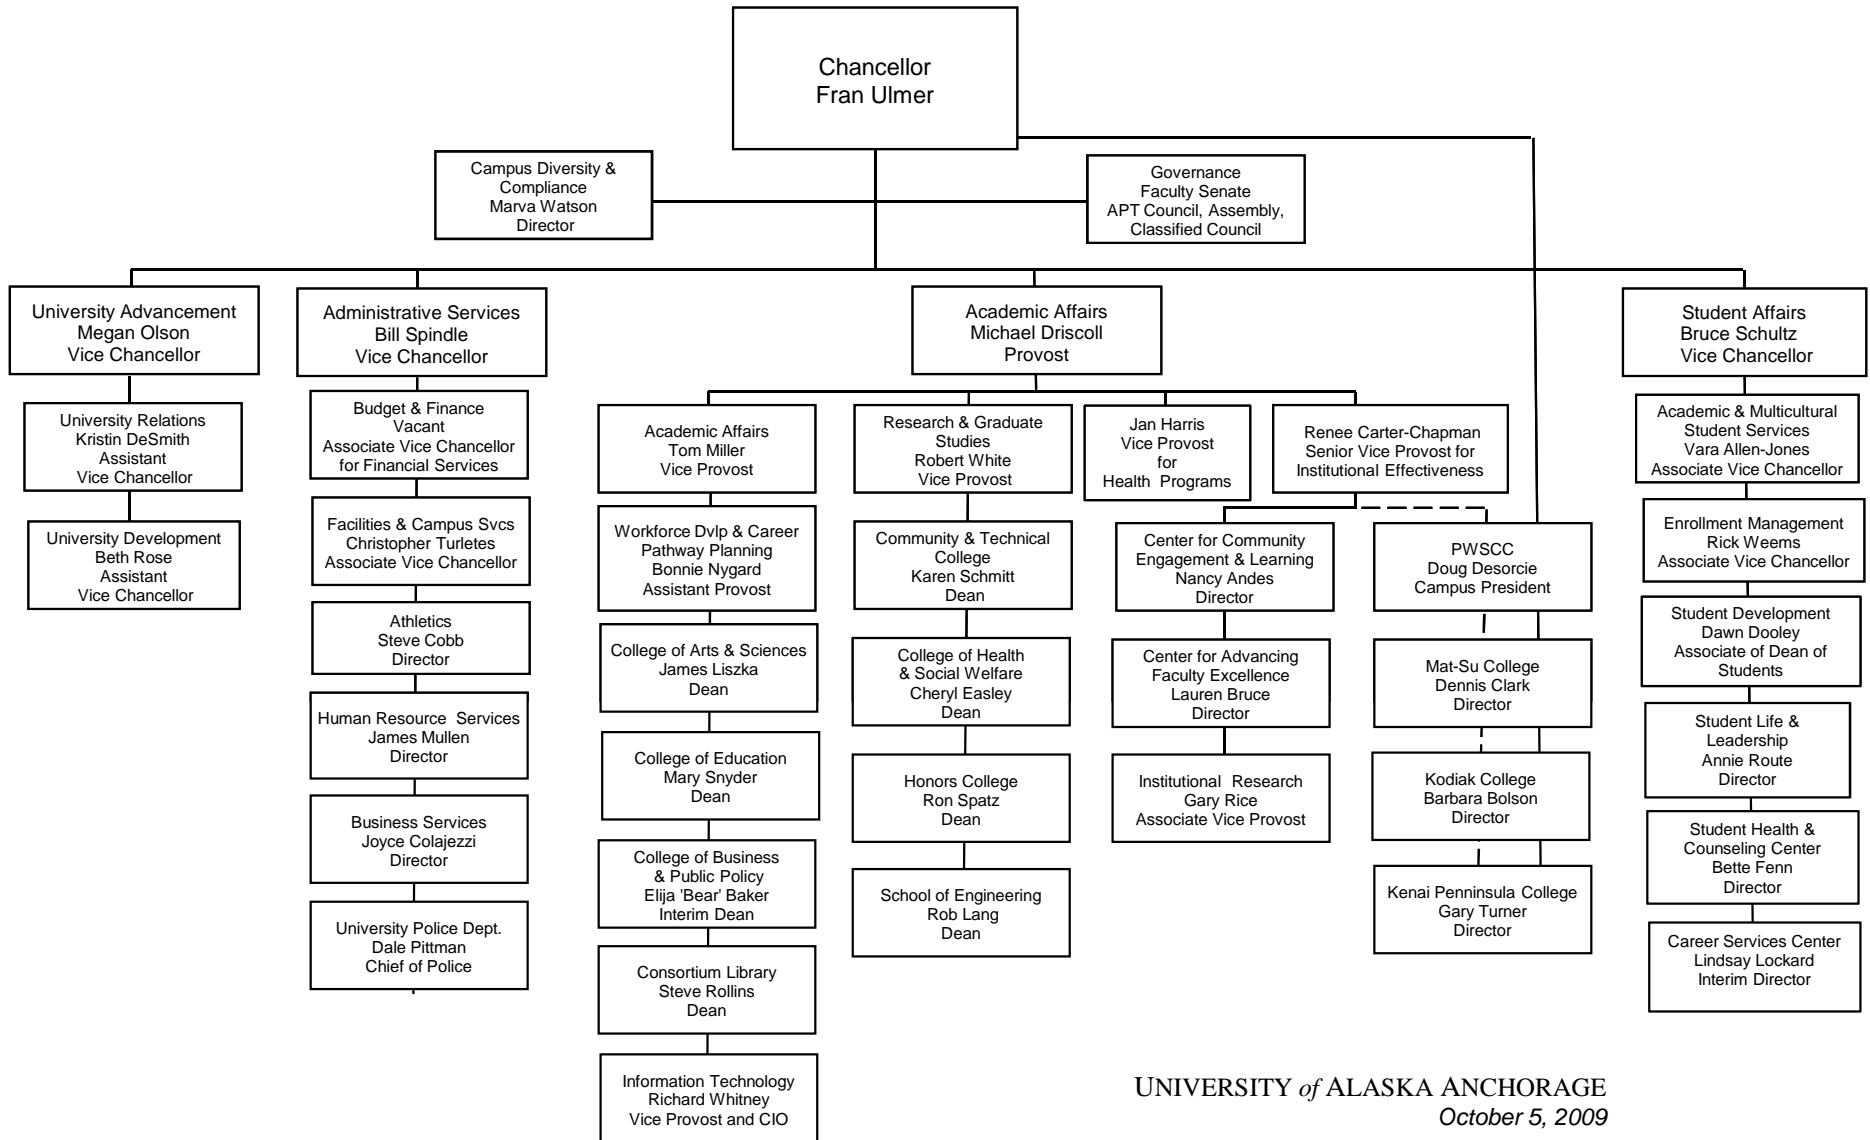 Chancellor
Fran Ulmer
Campus Diversity &
Compliance
Marva Watson
Director
Governance
Faculty Senate
APT Council, Assembly,
Classified Council
University Advancement
Megan Olson
Vice Chancellor
University Relations
Kristin DeSmith
Assistant
Vice Chancellor
University Development
Beth Rose
Assistant
Vice Chancellor
Administrative Services
Bill Spindle
Vice Chancellor
Budget & Finance
Vacant
Associate Vice Chancellor
for Financial Services
Facilities & Campus Svcs
Christopher Turletes
Associate Vice Chancellor
Athletics
Steve Cobb
Director
Human Resource Services
James Mullen
Director
Business Services
Joyce Colajezzi
Director
University Police Dept.
Dale Pittman
Chief of Police
Academic Affairs
Michael Driscoll
Provost
Academic Affairs
Tom Miller
Vice Provost
Workforce Dvlp & Career
Pathway Planning
Bonnie Nygard
Assistant Provost
College of Arts & Sciences
James Liszka
Dean
College of Education
Mary Snyder
Dean
College of Business
& Public Policy
Elija 'Bear' Baker
Interim Dean
Consortium Library
Steve Rollins
Dean
Information Technology
Richard Whitney
Vice Provost and CIO
Research & Graduate
Studies
Robert White
Vice Provost
Community & Technical
College
Karen Schmitt
Dean
College of Health
& Social Welfare
Cheryl Easley
Dean
Honors College
Ron Spatz
Dean
School of Engineering
Rob Lang
Dean
Jan Harris
Vice Provost
for
Health Programs
Renee Carter-Chapman
Senior Vice Provost for
Institutional Effectiveness
Center for Community
Engagement & Learning
Nancy Andes
Director
Center for Advancing
Faculty Excellence
Lauren Bruce
Director
Institutional Research
Gary Rice
Associate Vice Provost
PWSCC
Doug Desorcie
Campus President
Mat-Su College
Dennis Clark
Director
Kodiak College
Barbara Bolson
Director
Kenai Penninsula College
Gary Turner
Director
Student Affairs
Bruce Schultz
Vice Chancellor
Academic & Multicultural
Student Services
Vara Allen-Jones
Associate Vice Chancellor
Enrollment Management
Rick Weems
Associate Vice Chancellor
Student Development
Dawn Dooley
Associate of Dean of
Students
Student Life &
Leadership
Annie Route
Director
Student Health &
Counseling Center
Bette Fenn
Director
Career Services Center
Lindsay Lockard
Interim Director
UNIVERSITY of ALASKA ANCHORAGE
October 5, 2009